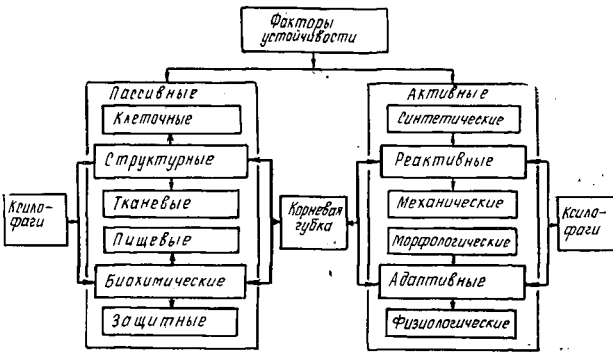 Факторы
устойчивости
Пассивные
Клеточные
Структурные
Тканевые
Пищевые
Биохимические
Защитные
Ксило-
фаги
Корневая
губка
Активные
Синтетические
Реактивные
Механические
Морфологические
Адаптивные
Физиологические
Ксило-
фаги